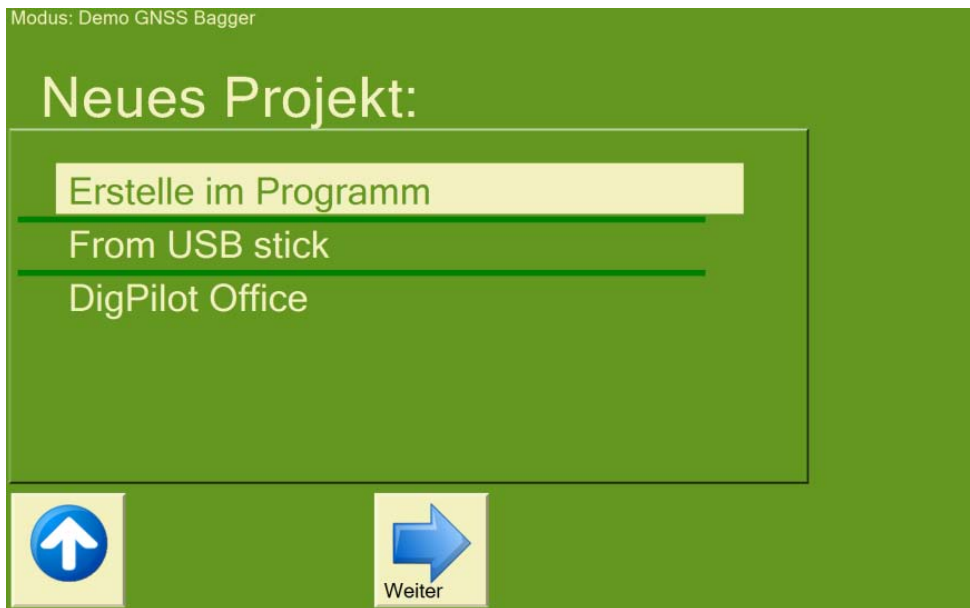 Modus: Demo GNSS Bagger
Neues Projekt:
Erstelle im Programm
From USB stick
DigPilot Office
Weiter